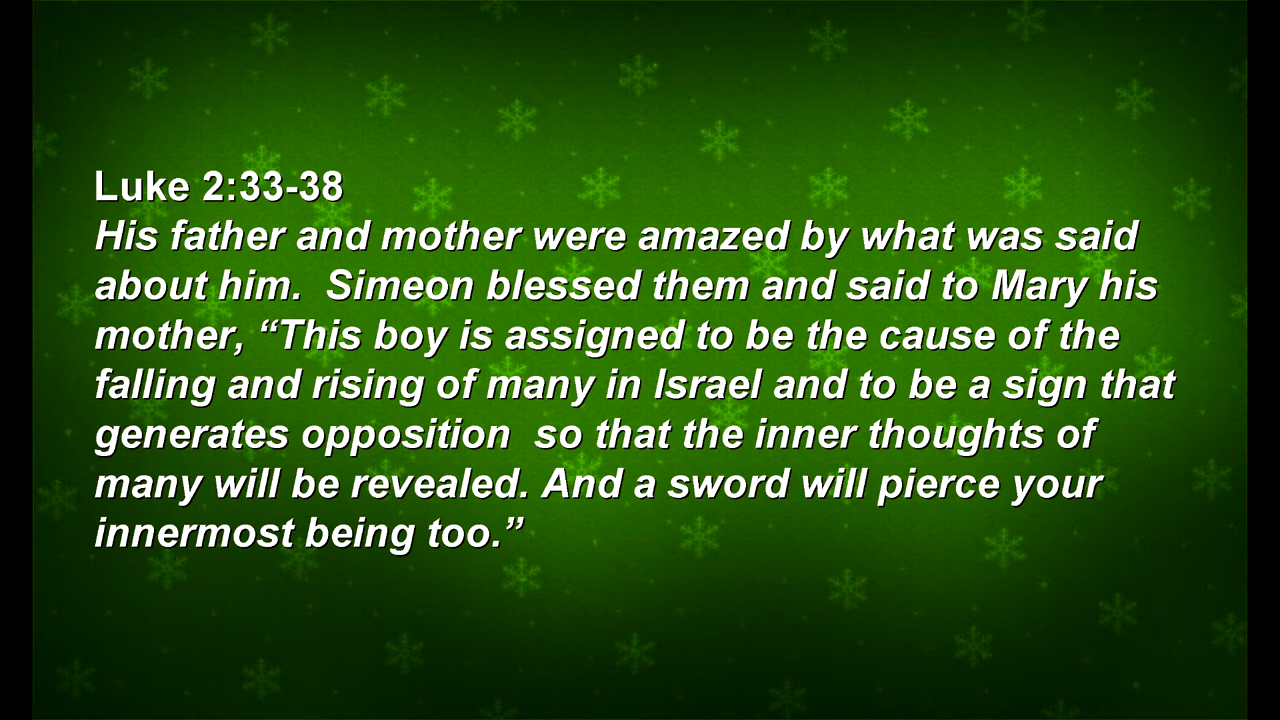 Luke 2:33-38
His father and mother were amazed by what was said
about him.  Simeon blessed them and said to Mary his
mother, “This boy is assigned to be the cause of the
falling and rising of many in Israel and to be a sign that
generates opposition  so that the inner thoughts of
many will be revealed. And a sword will pierce your
innermost being too.”